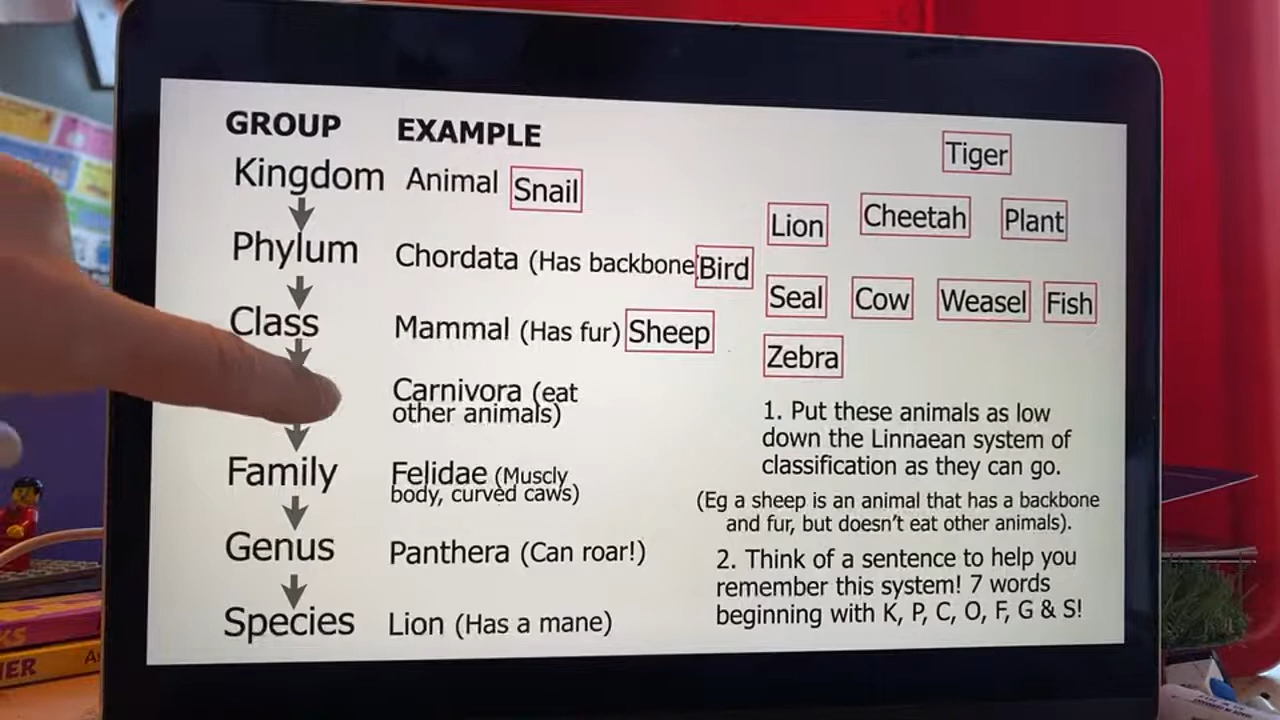 GROUP EXAMPLE
Kingdom Animal Snail
Phylum Chordata (Has backbone Bird
Class Mammal (Has fur) Sheep
Carnivora (eat
other animals)
Family Felidae (Muscly
body, curved caws)
Genus Panthera (Can roar!)
Species Lion (Has a mane)
Tiger
Lion Cheetah Plant
Seal Cow Weasel Fish
Zebra
1. Put these animals as low
down the Linnaean system of
classification as they can go.
(Eg a sheep is an animal that has a backbone
and fur, but doesn't eat other animals).
2. Think of a sentence to help you
remember this system! 7 words
beginning with K, P, C, O, F, G & S!